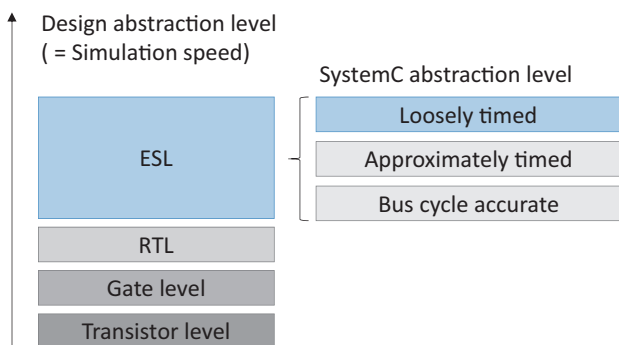 Design abstraction level
( = Simulation speed)
SystemC abstraction level
ESL
Loosely timed
Approximately timed
Bus cycle accurate
RTL
Gate level
Transistor level